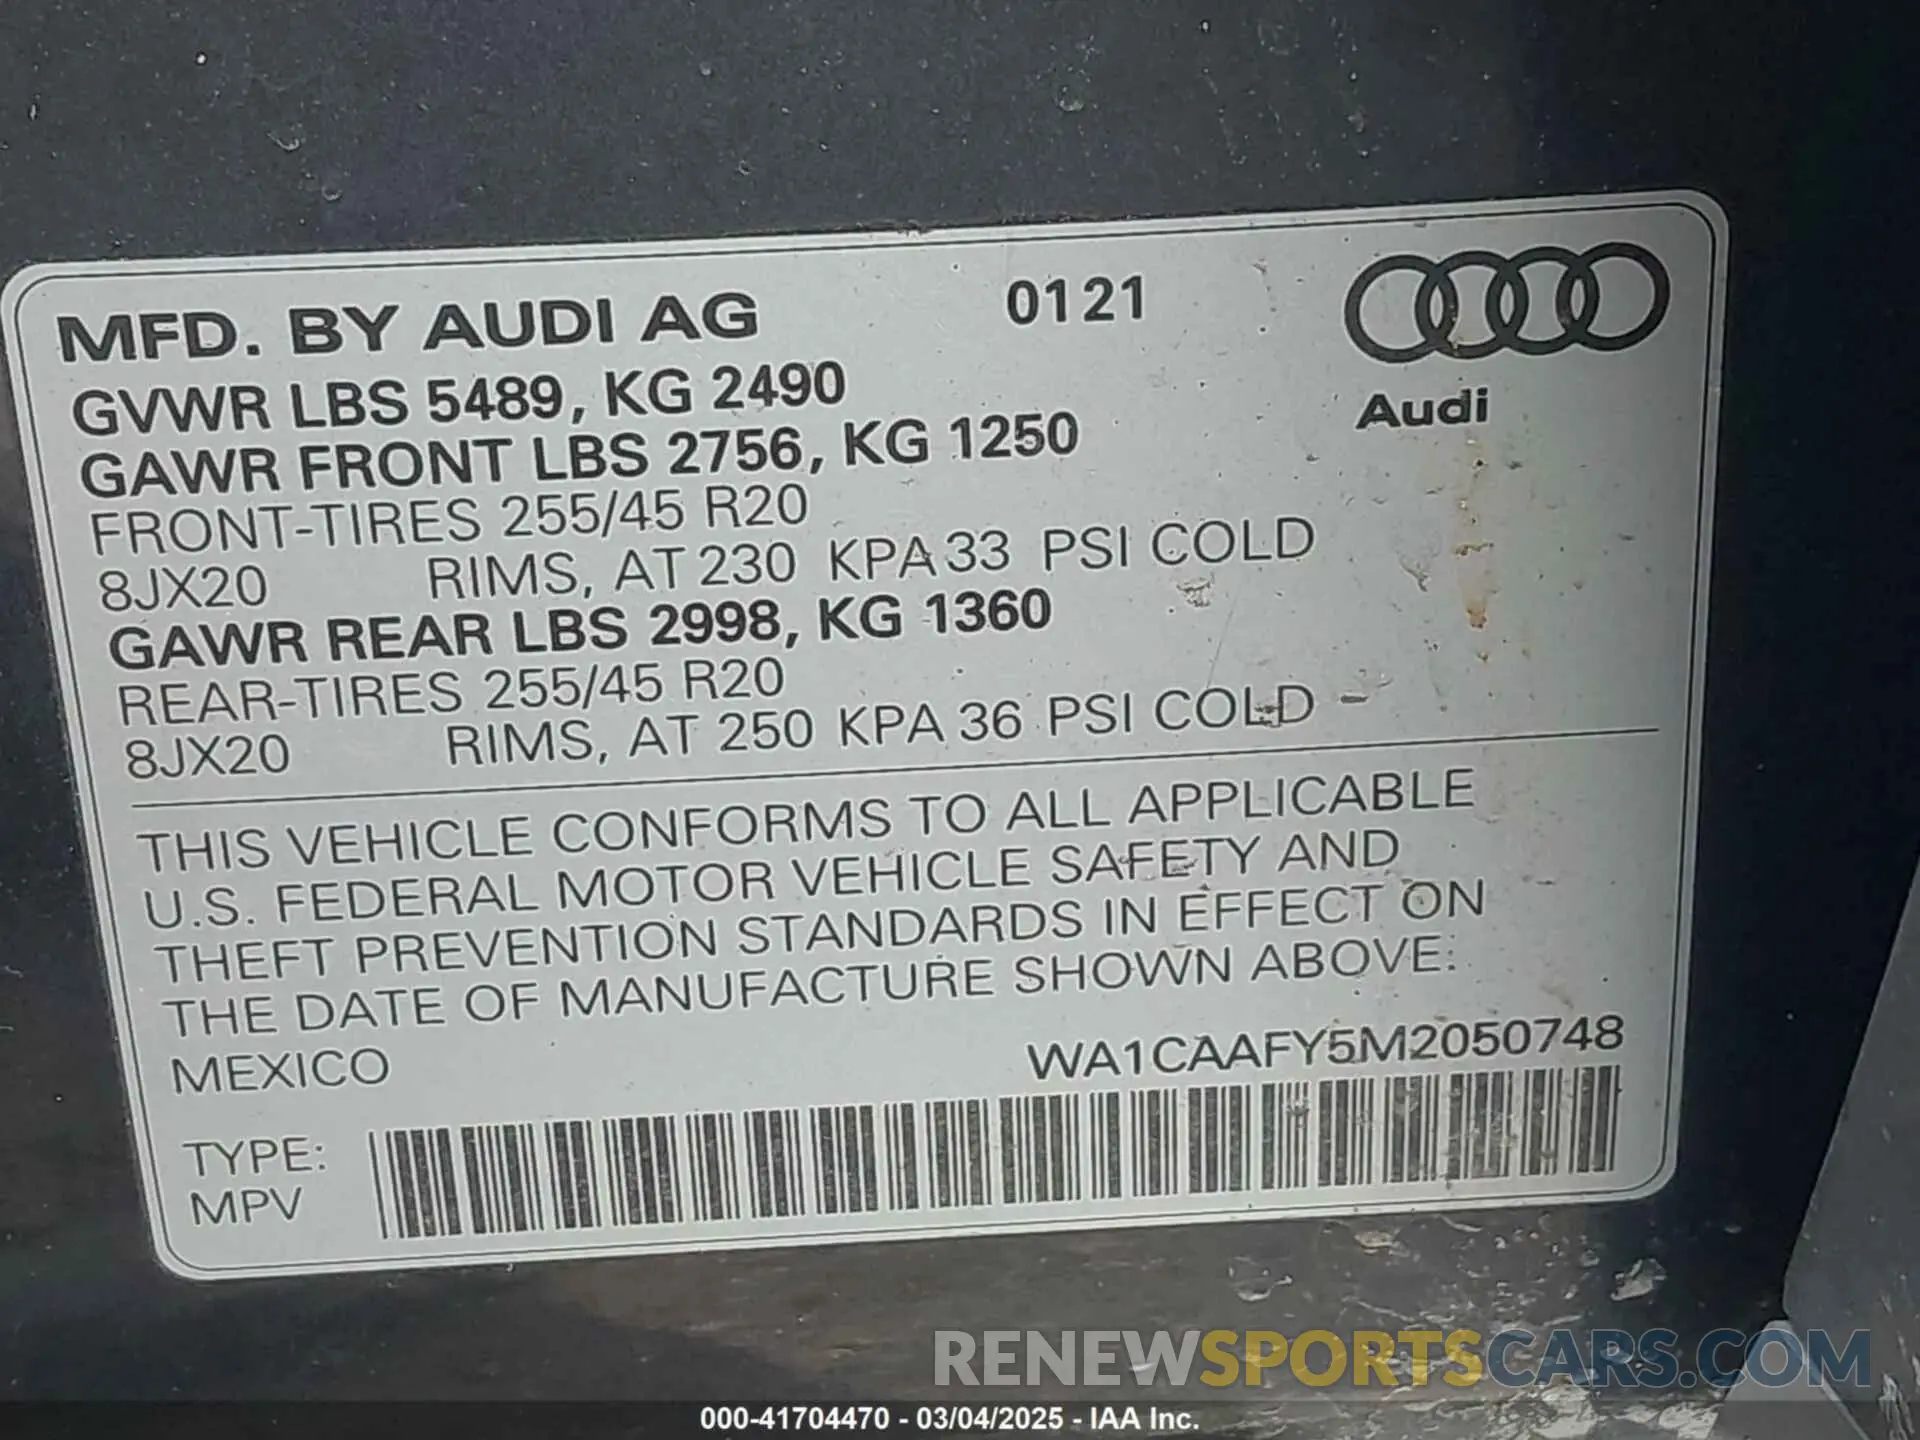 MFD. BY AUDI AG 01 21
Audi
GVWR LBS 5489, KG 2490
GAWR FRONT LBS 2756, KG 1250
FRONT-TIRES 255/45 R20
8JX20 RIMS, AT 230 KPA 33 PSI COLD
GAWR REAR LBS 2998, KG 1360
REAR-TIRES 255/45 R20
8JX20 RIMS, AT 250 KPA 36 PSI COLD
THIS VEHICLE CONFORMS TO ALL APPLICABLE
U.S. FEDERAL MOTOR VEHICLE SAFETY AND
THEFT PREVENTION STANDARDS IN EFFECT ON
THE DATE OF MANUFACTURE SHOWN ABOVE:
MEXICO WA1CAAFY5M2050748
TYPE:
MPV
RENEWSPORTSCARS.COM
000-41704470 - 03/04/2025 - IAA Inc.